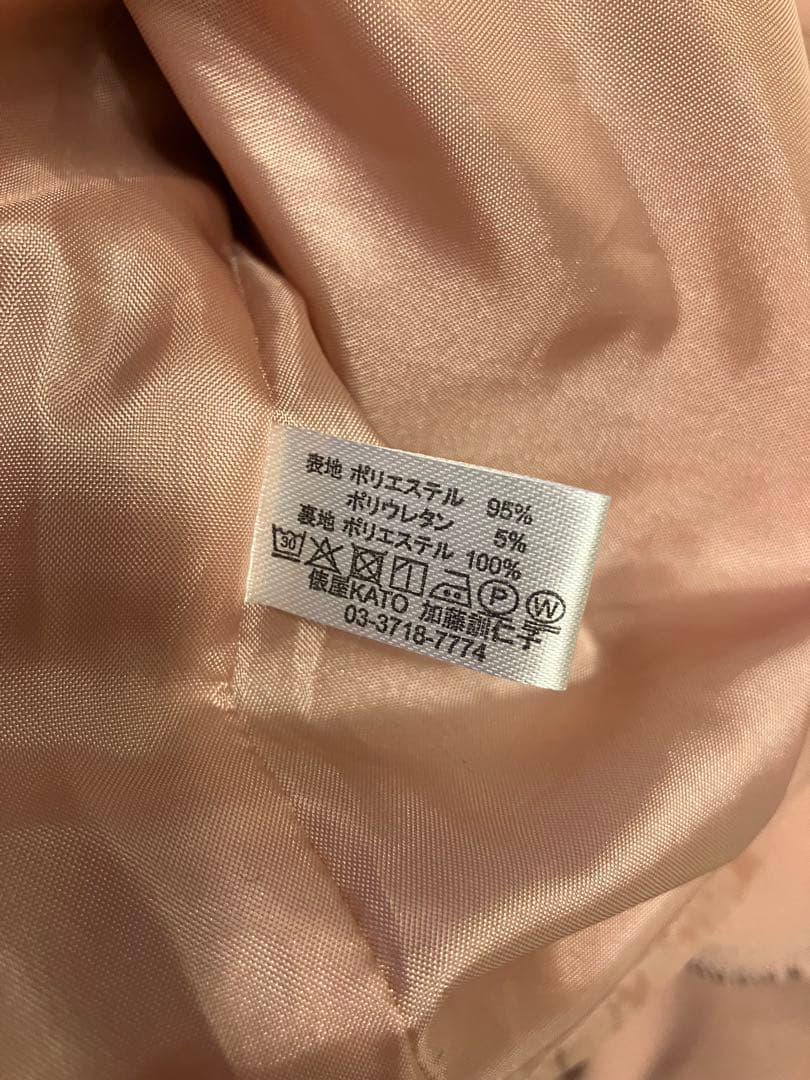 表地 ポリエステル 95%
ポリウレタン 5%
裏地 ポリエステル 100%
30 P W
俵屋KATO 加藤訓仁子
03-3718-7774